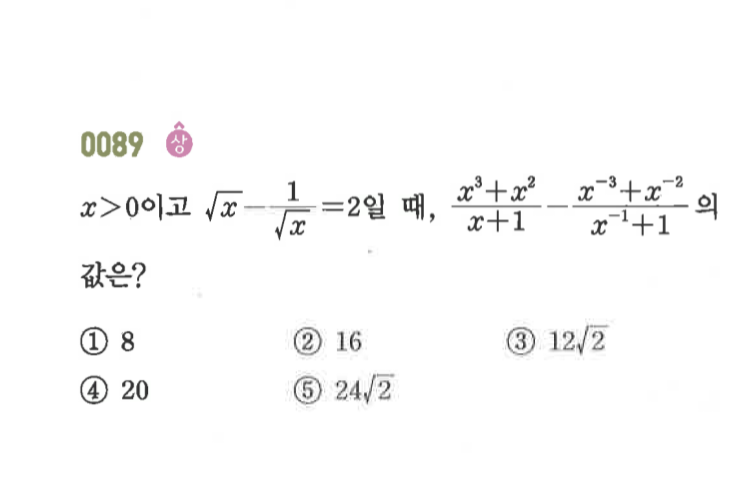 0089 상
x>0이고 √x − 1/√x =2일 때, (x³+x²)/(x+1) − (x⁻³+x⁻²)/(x⁻¹+1) 의
값은?
① 8 ② 16 ③ 12√2
④ 20 ⑤ 24√2